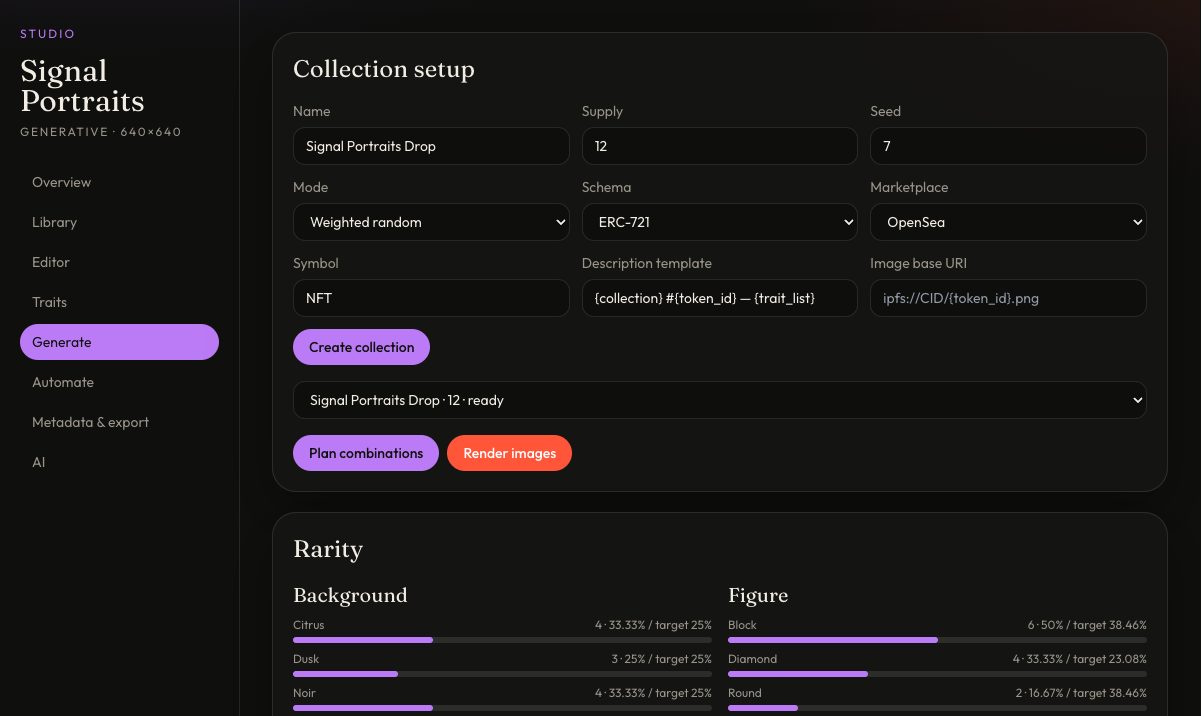 STUDIO
Signal
Portraits
GENERATIVE · 640×640
Overview
Library
Editor
Traits
Generate
Automate
Metadata & export
AI
Collection setup
Name
Supply
Seed
Signal Portraits Drop
12
7
Mode
Schema
Marketplace
Weighted random
ERC-721
OpenSea
Symbol
Description template
Image base URI
NFT
{collection} #{token_id} — {trait_list}
ipfs://CID/{token_id}.png
Create collection
Signal Portraits Drop · 12 · ready
Plan combinations
Render images
Rarity
Background
Citrus 4 · 33.33% / target 25%
Dusk 3 · 25% / target 25%
Noir 4 · 33.33% / target 25%
Figure
Block 6 · 50% / target 38.46%
Diamond 4 · 33.33% / target 23.08%
Round 2 · 16.67% / target 38.46%